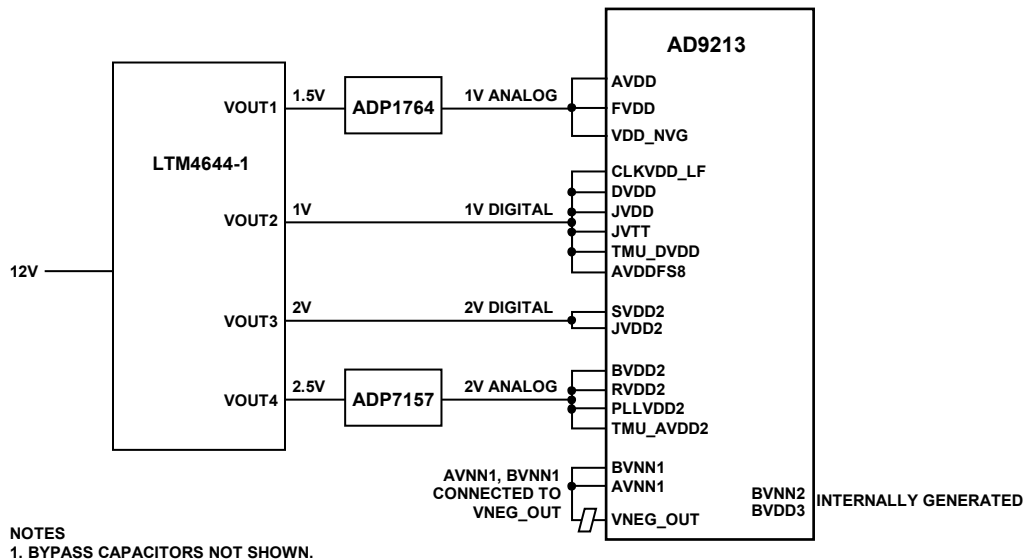 AD9213
LTM4644-1
12V
VOUT1
1.5V
ADP1764
1V ANALOG
AVDD
FVDD
VDD_NVG
VOUT2
1V
1V DIGITAL
CLKVDD_LF
DVDD
JVDD
JVTT
TMU_DVDD
AVDDFS8
VOUT3
2V
2V DIGITAL
SVDD2
JVDD2
VOUT4
2.5V
ADP7157
2V ANALOG
BVDD2
RVDD2
PLLVDD2
TMU_AVDD2
AVNN1, BVNN1
CONNECTED TO
VNEG_OUT
BVNN1
AVNN1
VNEG_OUT
BVNN2
BVDD3
INTERNALLY GENERATED
NOTES
1. BYPASS CAPACITORS NOT SHOWN.